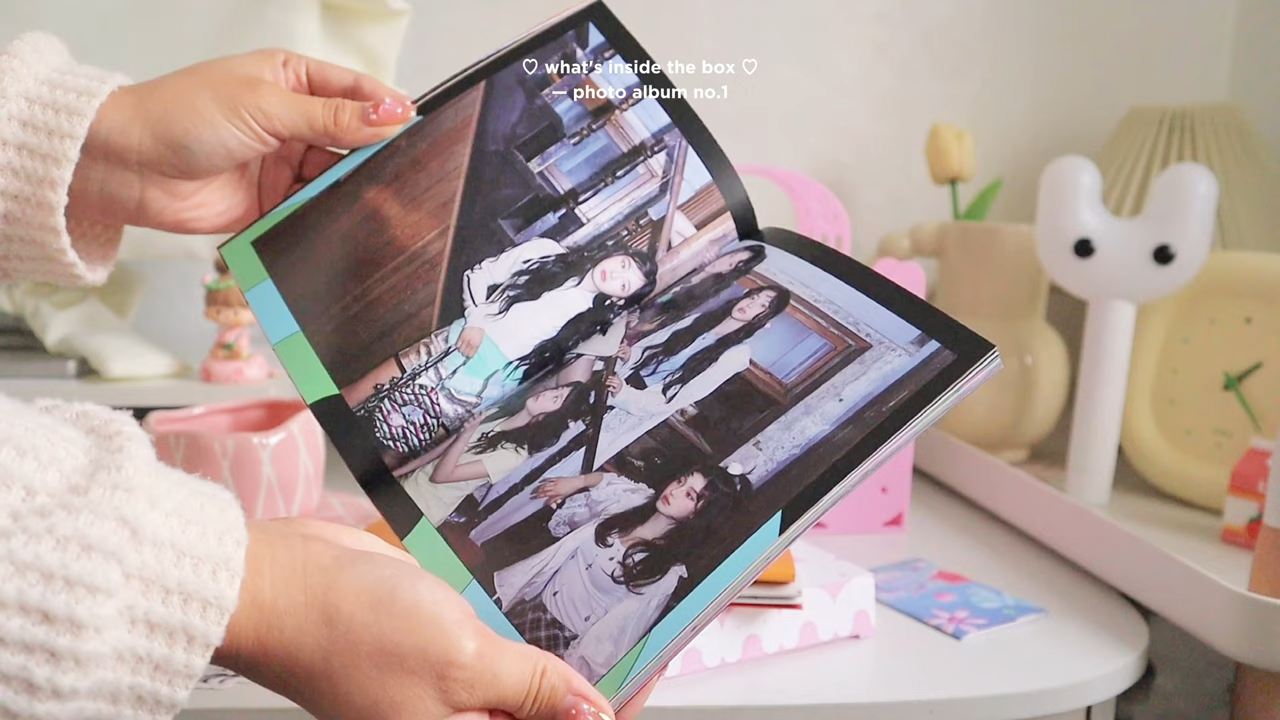 ♡ what's inside the box ♡
— photo album no.1